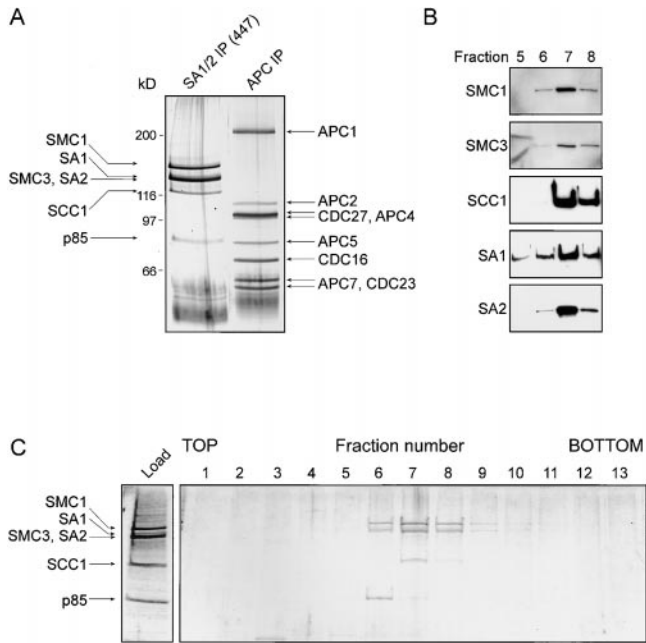 A
SA1/2 IP (447)
APC IP
kD
200
116
97
66
SMC1
SA1
SMC3, SA2
SCC1
p85
APC1
APC2
CDC27, APC4
APC5
CDC16
APC7, CDC23
B
Fraction 5 6 7 8
SMC1
SMC3
SCC1
SA1
SA2
C
Load
TOP Fraction number BOTTOM
1 2 3 4 5 6 7 8 9 10 11 12 13
SMC1
SA1
SMC3, SA2
SCC1
p85